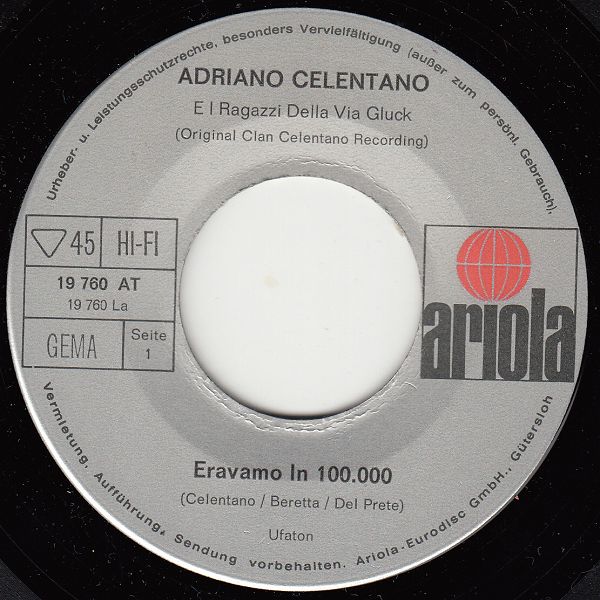 Urheber- u. Leistungsschutzrechte, besonders Vervielfältigung (außer zum persönl. Gebrauch),
ADRIANO CELENTANO
E I Ragazzi Della Via Gluck
(Original Clan Celentano Recording)
45 HI-FI
19 760 AT
19 760 La
GEMA
Seite
1
ariola
Eravamo In 100.000
(Celentano / Beretta / Del Prete)
Ufaton
Vermietung, Aufführung, Sendung vorbehalten. Ariola-Eurodisc GmbH., Gütersloh